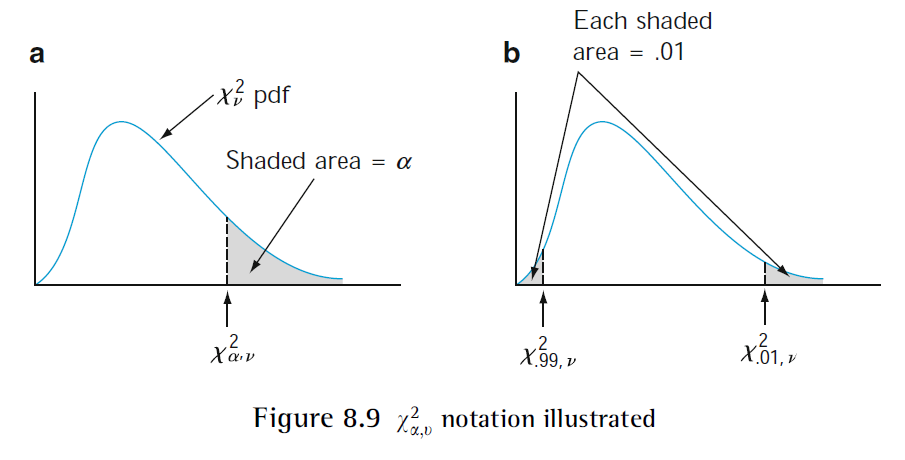 a
χ²ν pdf
Shaded area = α
χ²α,ν
b
Each shaded
area = .01
χ².99, ν
χ².01, ν
Figure 8.9 χ²α,υ notation illustrated